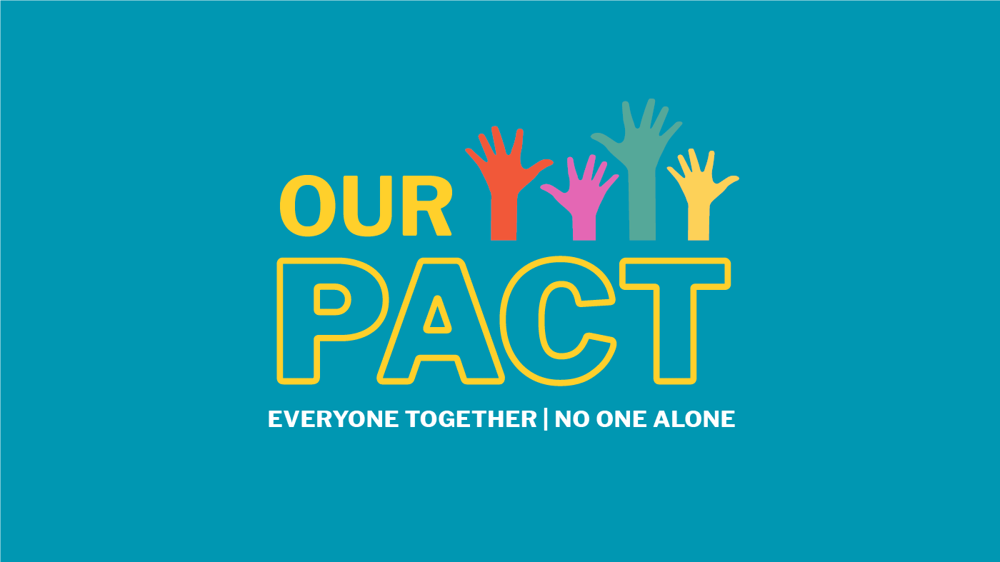 OUR
PACT
EVERYONE TOGETHER | NO ONE ALONE